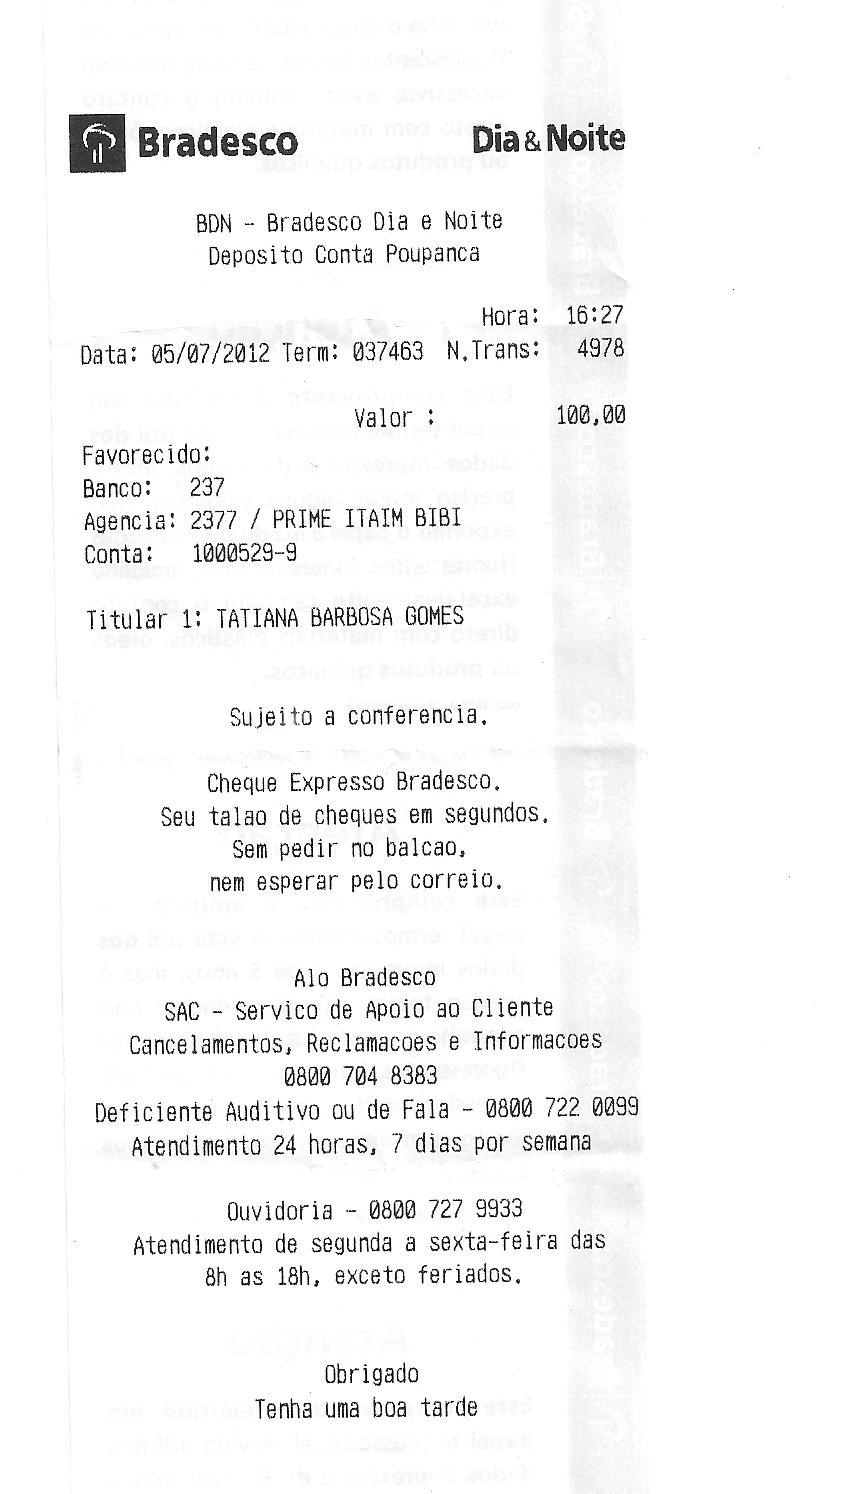 Bradesco Dia & Noite
BDN - Bradesco Dia e Noite
Deposito Conta Poupanca
Hora: 16:27
Data: 05/07/2012 Term: 037463 N.Trans: 4978
Valor : 100,00
Favorecido:
Banco: 237
Agencia: 2377 / PRIME ITAIM BIBI
Conta: 1000529-9
Titular 1: TATIANA BARBOSA GOMES
Sujeito a conferencia.
Cheque Expresso Bradesco.
Seu talao de cheques em segundos.
Sem pedir no balcao,
nem esperar pelo correio.
Alo Bradesco
SAC - Servico de Apoio ao Cliente
Cancelamentos, Reclamacoes e Informacoes
0800 704 8383
Deficiente Auditivo ou de Fala - 0800 722 0099
Atendimento 24 horas, 7 dias por semana
Ouvidoria - 0800 727 9933
Atendimento de segunda a sexta-feira das
8h as 18h, exceto feriados.
Obrigado
Tenha uma boa tarde